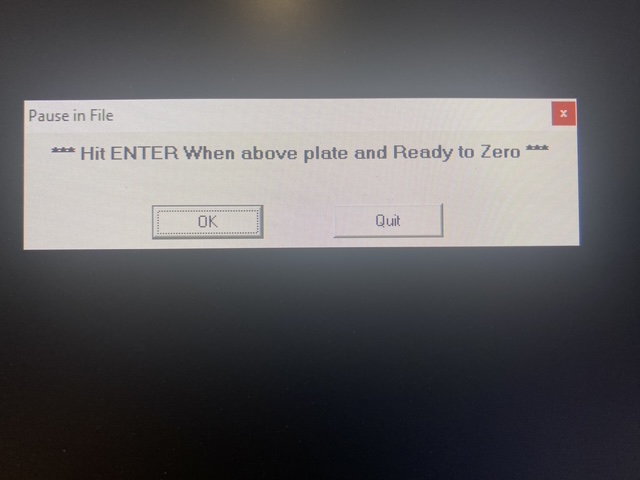 Pause in File
x
*** Hit ENTER When above plate and Ready to Zero ***
OK
Quit